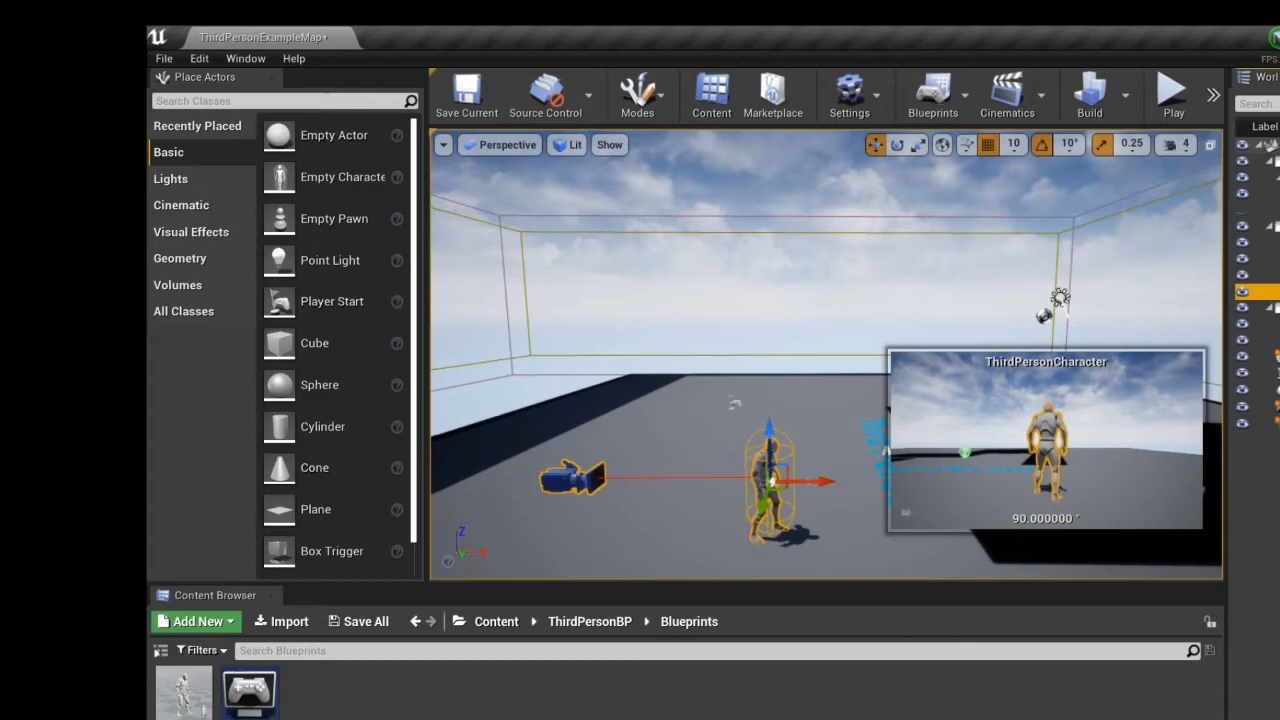 ThirdPersonExampleMap*
File Edit Window Help
FPS:
Place Actors
Search Classes
Recently Placed
Basic
Lights
Cinematic
Visual Effects
Geometry
Volumes
All Classes
Empty Actor
Empty Characte
Empty Pawn
Point Light
Player Start
Cube
Sphere
Cylinder
Cone
Plane
Box Trigger
Save Current Source Control Modes Content Marketplace Settings Blueprints Cinematics Build Play
Perspective Lit Show 10 10° 0.25 4
ThirdPersonCharacter
90.000000 °
Z
Y X
Worl
Search...
Label
Content Browser
Add New Import Save All Content ThirdPersonBP Blueprints
Filters Search Blueprints